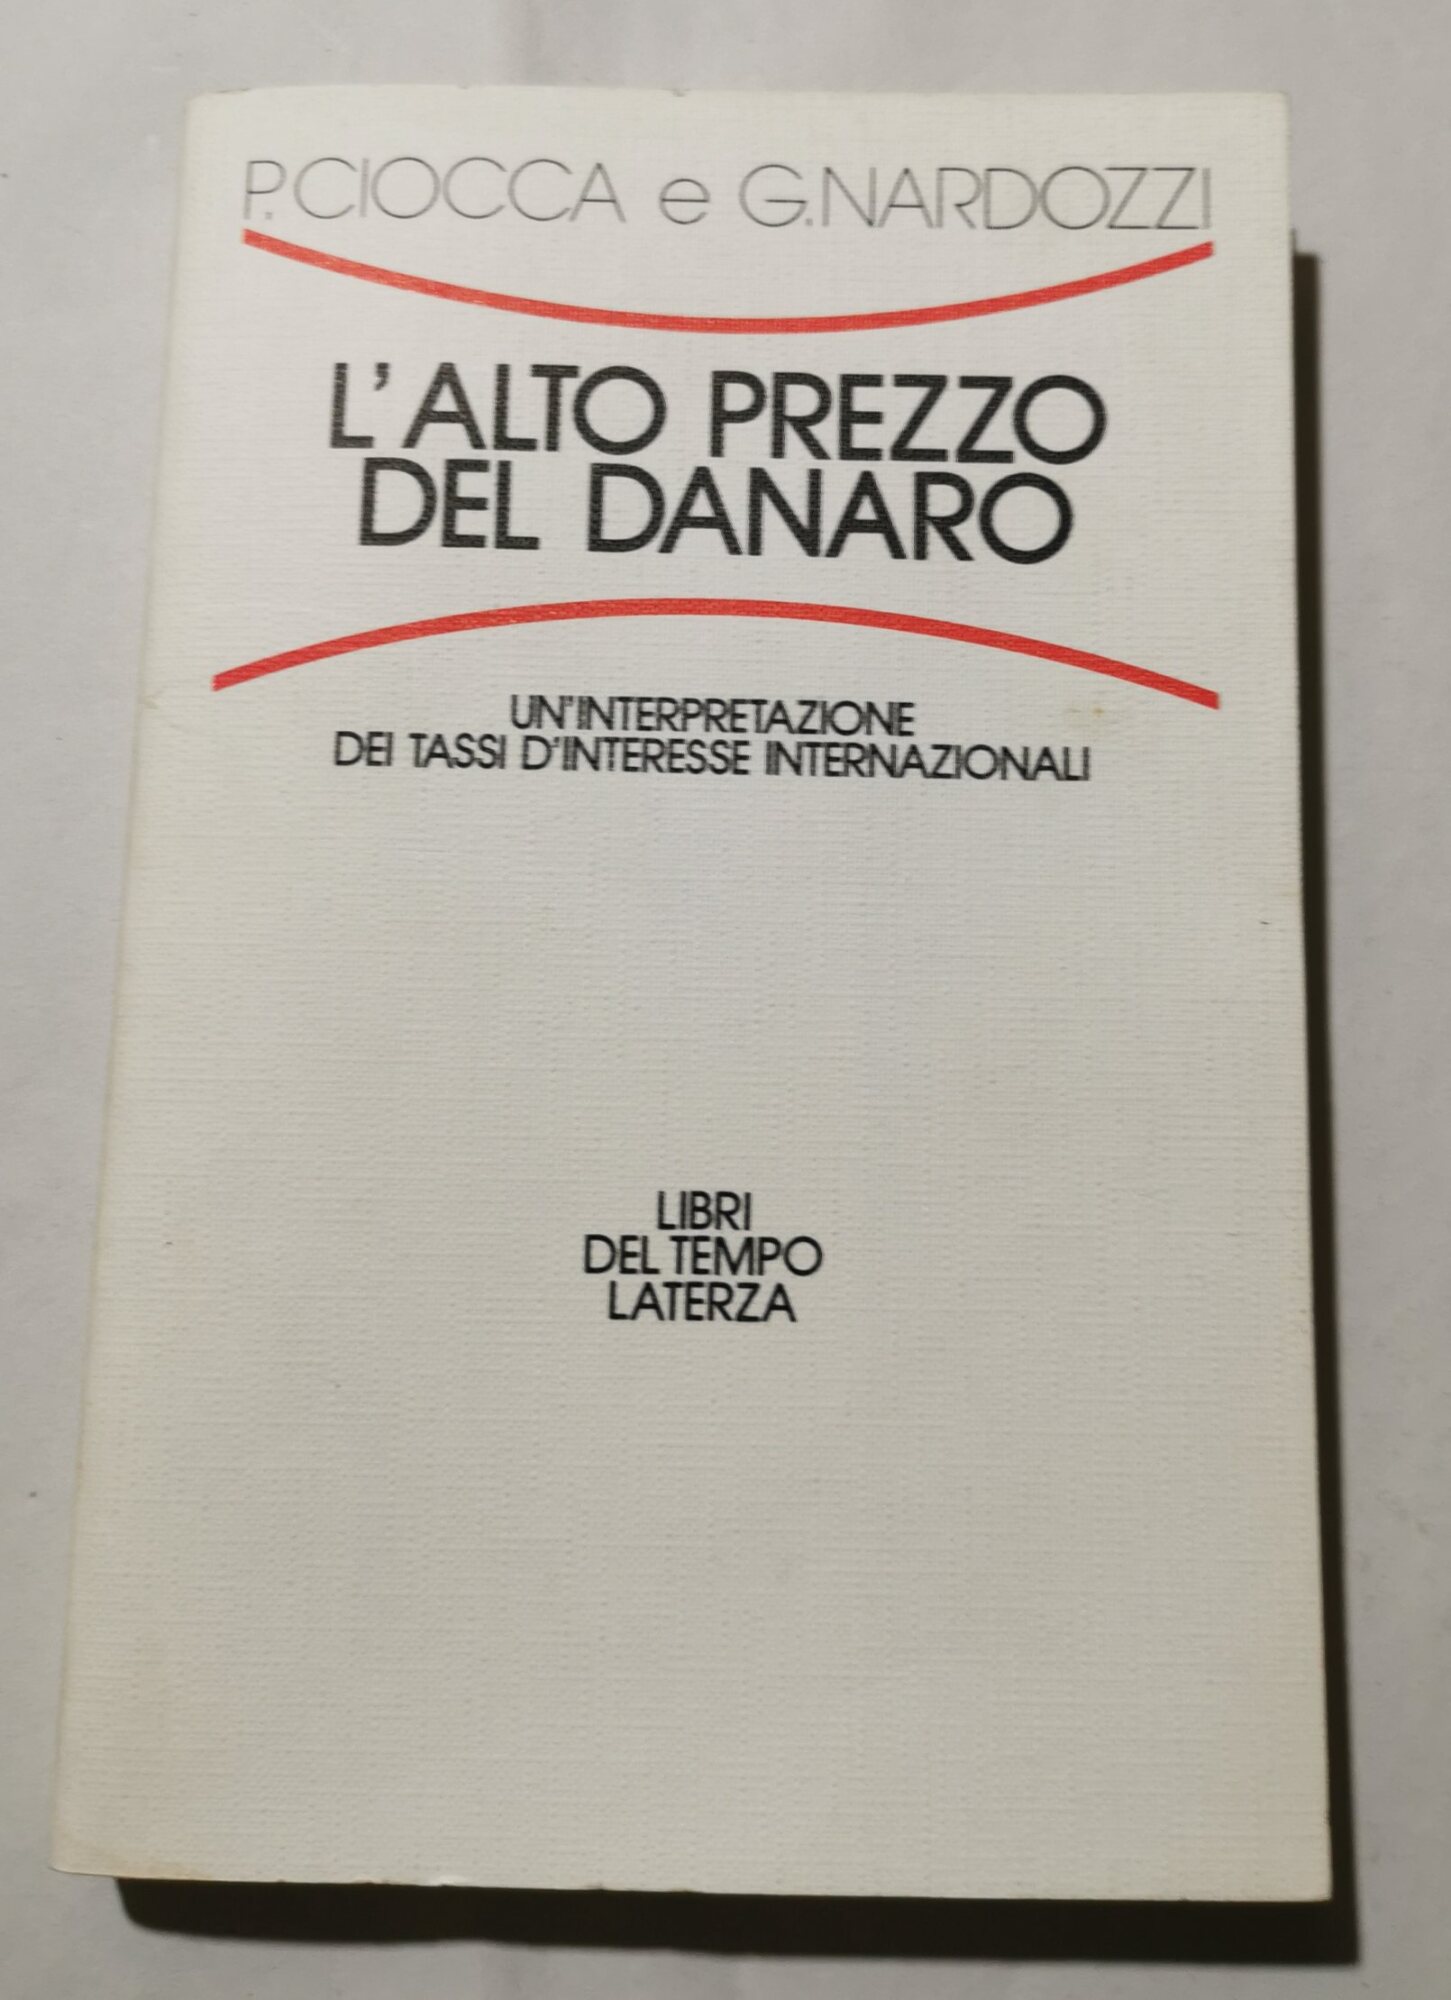 P. CIOCCA e G. NARDOZZI
L'ALTO PREZZO
DEL DANARO
UN'INTERPRETAZIONE
DEI TASSI D'INTERESSE INTERNAZIONALI
LIBRI
DEL TEMPO
LATERZA